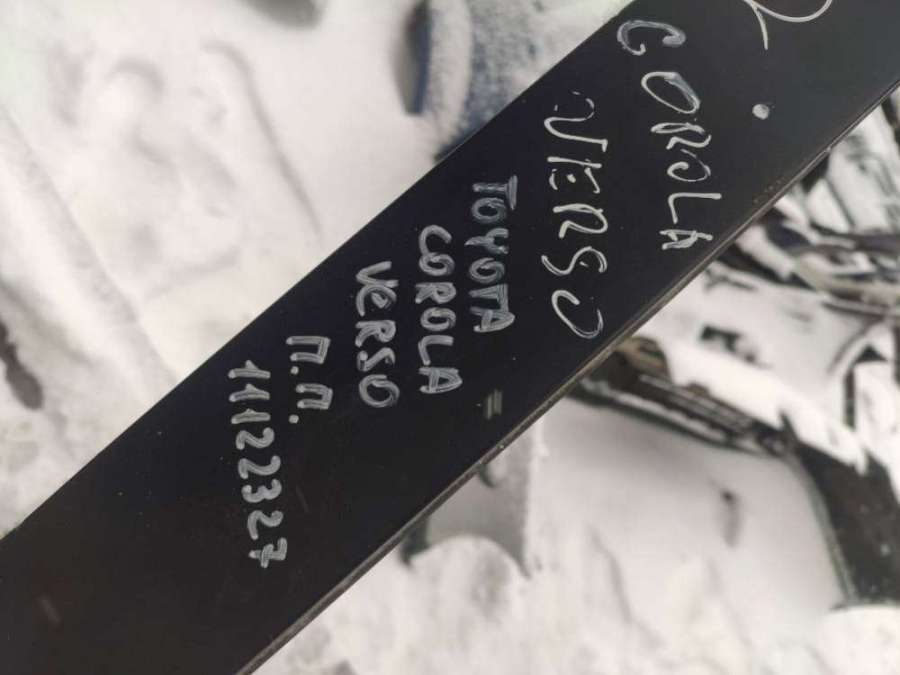 COROLA
VERSO
TOYOTA
COROLA
VERSO
П.Л.
11122327